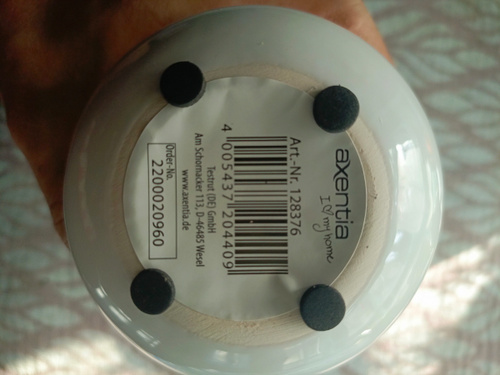 axentia
I ♡ my home
Art.-Nr. 128376
4 005437 204409
Testrut (DE) GmbH
Am Schornacker 113, D-46485 Wesel
www.axentia.de
Order-No.
2200020960